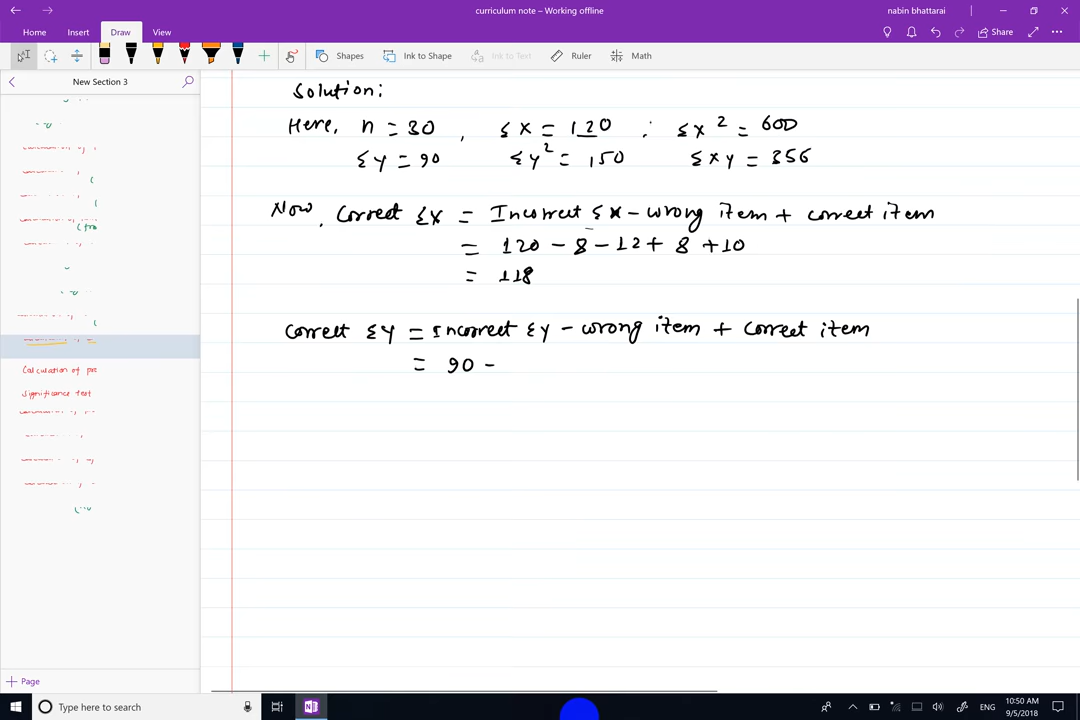 curriculum note – Working offline
nabin bhattarai
Home Insert Draw View
Share
Shapes Ink to Shape Ink to Text Ruler Math
New Section 3
Solution:
Here, n = 30 , ΣX = 120 ; ΣX² = 600
ΣY = 90 ΣY² = 150 ΣXY = 356
Now, Correct ΣX = Incorrect ΣX - wrong item + correct item
= 120 - 8 - 12 + 8 + 10
= 118
Correct ΣY = Incorrect ΣY - wrong item + correct item
= 90 -
Calculation of pr
Significance test
+ Page
Type here to search
ENG
10:50 AM
9/5/2018